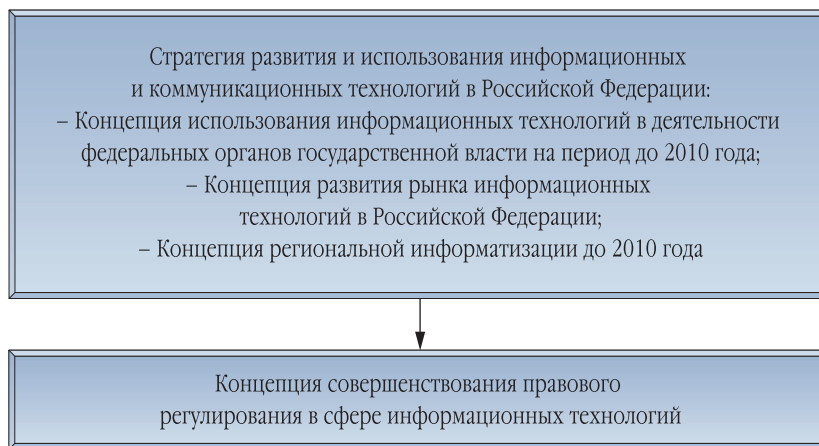 Стратегия развития и использования информационных
и коммуникационных технологий в Российской Федерации:
– Концепция использования информационных технологий в деятельности
федеральных органов государственной власти на период до 2010 года;
– Концепция развития рынка информационных
технологий в Российской Федерации;
– Концепция региональной информатизации до 2010 года
Концепция совершенствования правового
регулирования в сфере информационных технологий